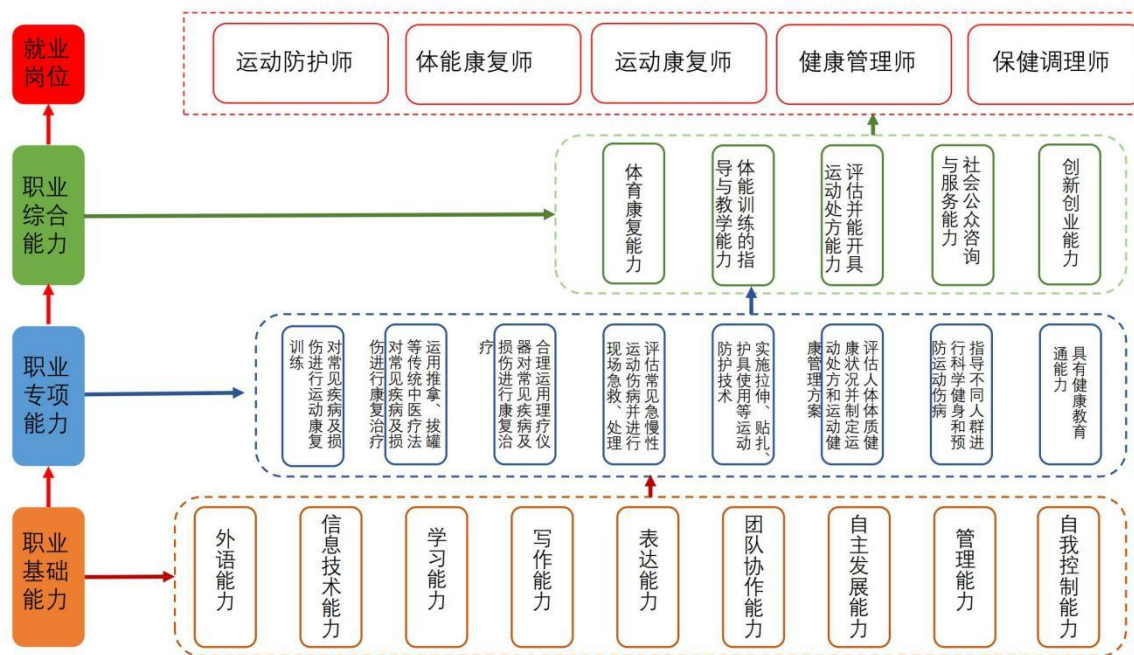 就业
岗位
运动防护师
体能康复师
运动康复师
健康管理师
保健调理师
职业
综合
能力
体育康复能力
体能训练的指
导与教学能力
评估并能开具
运动处方能力
社会公众咨询
与服务能力
创新创业能力
职业
专项
能力
对常见疾病及损
伤进行运动康复
训练
运用推拿、拔罐
等传统中医疗法
对常见疾病及损
伤进行康复治疗
合理运用理疗仪
器对常见疾病及
损伤进行康复治
疗
评估常见急慢性
运动伤病并进行
现场急救、处理
实施拉伸、贴扎、
护具使用等运动
防护技术
评估人体体质健
康状况并制定运
动处方和运动健
康管理方案
指导不同人群进
行科学健身和预
防运动伤病
具有健康教育
通能力
职业
基础
能力
外语能力
信息技术能力
学习能力
写作能力
表达能力
团队协作能力
自主发展能力
管理能力
自我控制能力